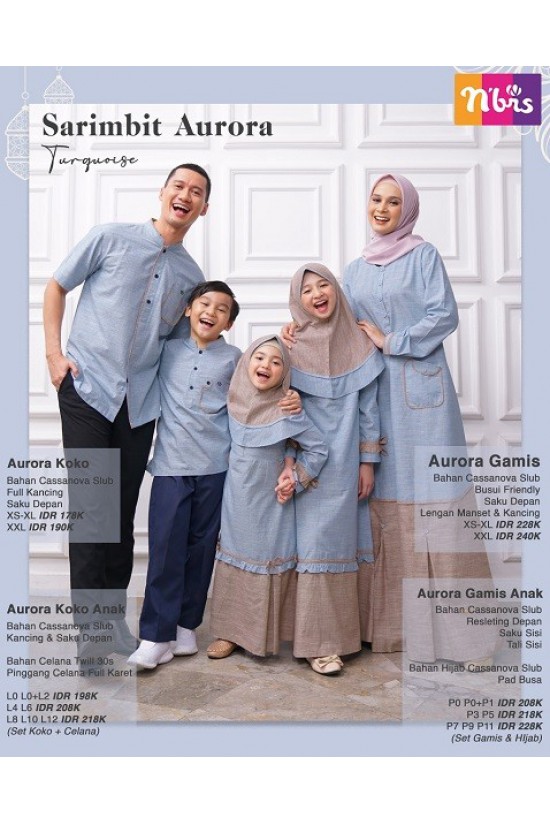 n'brs
Sarimbit Aurora
Turquoise
Aurora Koko
Bahan Cassanova Slub
Full Kancing
Saku Depan
XS-XL IDR 178K
XXL IDR 190K
Aurora Gamis
Bahan Cassanova Slub
Busui Friendly
Saku Depan
Lengan Manset & Kancing
XS-XL IDR 228K
XXL IDR 240K
Aurora Koko Anak
Bahan Cassanova Slub
Kancing & Saku Depan
Bahan Celana Twill 30s
Pinggang Celana Full Karet
L0 L0+L2 IDR 198K
L4 L6 IDR 208K
L8 L10 L12 IDR 218K
(Set Koko + Celana)
Aurora Gamis Anak
Bahan Cassanova Slub
Resleting Depan
Saku Sisi
Tali Sisi
Bahan Hijab Cassanova Slub
Pad Busa
P0 P0+P1 IDR 208K
P3 P5 IDR 218K
P7 P9 P11 IDR 228K
(Set Gamis & HIjab)